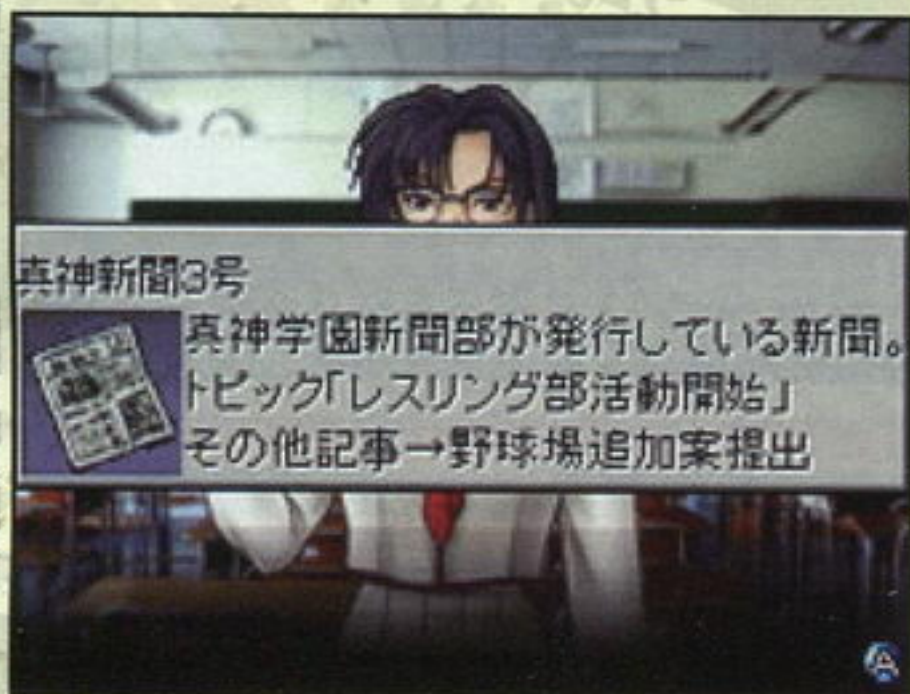 真神新聞3号
真神学園新聞部が発行している新聞。
トピック「レスリング部活動開始」
その他記事→野球場追加案提出
A